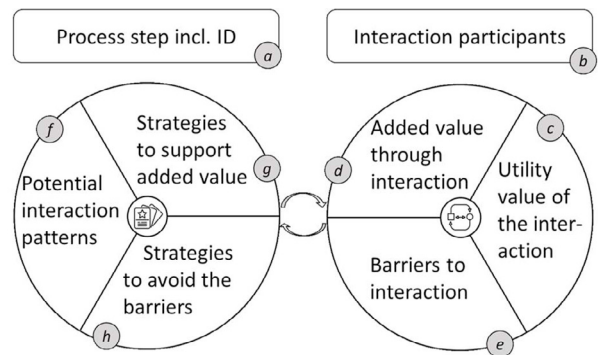 Process step incl. ID
a
Interaction participants
b
f
Strategies
to support
added value
g
Potential
interaction
patterns
Strategies
to avoid the
barriers
h
c
Added value
through
interaction
d
Utility
value of
the inter-
action
Barriers to
interaction
e